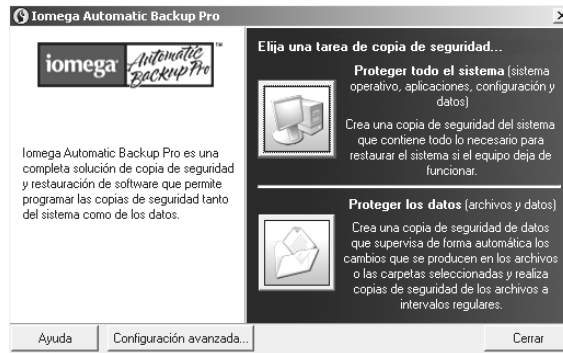 Iomega Automatic Backup Pro
iomega
Automatic
Backup Pro™
Iomega Automatic Backup Pro es una
completa solución de copia de seguridad
y restauración de software que permite
programar las copias de seguridad tanto
del sistema como de los datos.
Elija una tarea de copia de seguridad...
Proteger todo el sistema (sistema
operativo, aplicaciones, configuración y
datos)
Crea una copia de seguridad del sistema
que contiene todo lo necesario para
restaurar el sistema si el equipo deja de
funcionar.
Proteger los datos (archivos y datos)
Crea una copia de seguridad de datos
que supervisa de forma automática los
cambios que se producen en los archivos
o las carpetas seleccionadas y realiza
copias de seguridad de los archivos a
intervalos regulares.
Ayuda
Configuración avanzada...
Cerrar